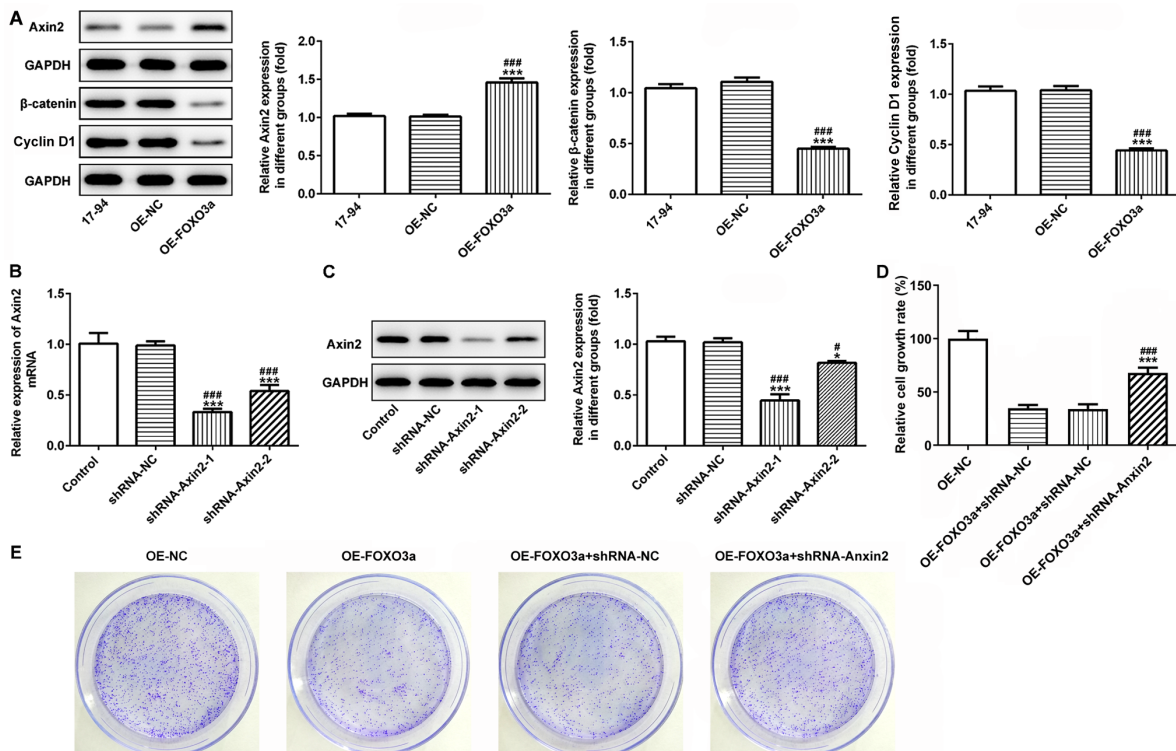 A
Axin2
GAPDH
β-catenin
Cyclin D1
GAPDH
17-94
OE-NC
OE-FOXO3a
Relative Axin2 expression
in different groups (fold)
2.0
1.5
1.0
0.5
0.0
###
***
17-94
OE-NC
OE-FOXO3a
Relative β-catenin expression
in different groups (fold)
1.5
1.0
0.5
0.0
###
***
17-94
OE-NC
OE-FOXO3a
Relative Cyclin D1 expression
in different groups (fold)
1.5
1.0
0.5
0.0
###
***
17-94
OE-NC
OE-FOXO3a
B
Relative expression of Axin2
mRNA
1.5
1.0
0.5
0.0
###
***
###
***
Control
shRNA-NC
shRNA-Axin2-1
shRNA-Axin2-2
C
Axin2
GAPDH
Control
shRNA-NC
shRNA-Axin2-1
shRNA-Axin2-2
Relative Axin2 expression
in different groups (fold)
1.5
1.0
0.5
0.0
###
***
#
*
Control
shRNA-NC
shRNA-Axin2-1
shRNA-Axin2-2
D
Relative cell growth rate (%)
150
100
50
0
###
***
OE-NC
OE-FOXO3a+shRNA-NC
OE-FOXO3a+shRNA-NC
OE-FOXO3a+shRNA-Anxin2
E
OE-NC
OE-FOXO3a
OE-FOXO3a+shRNA-NC
OE-FOXO3a+shRNA-Anxin2